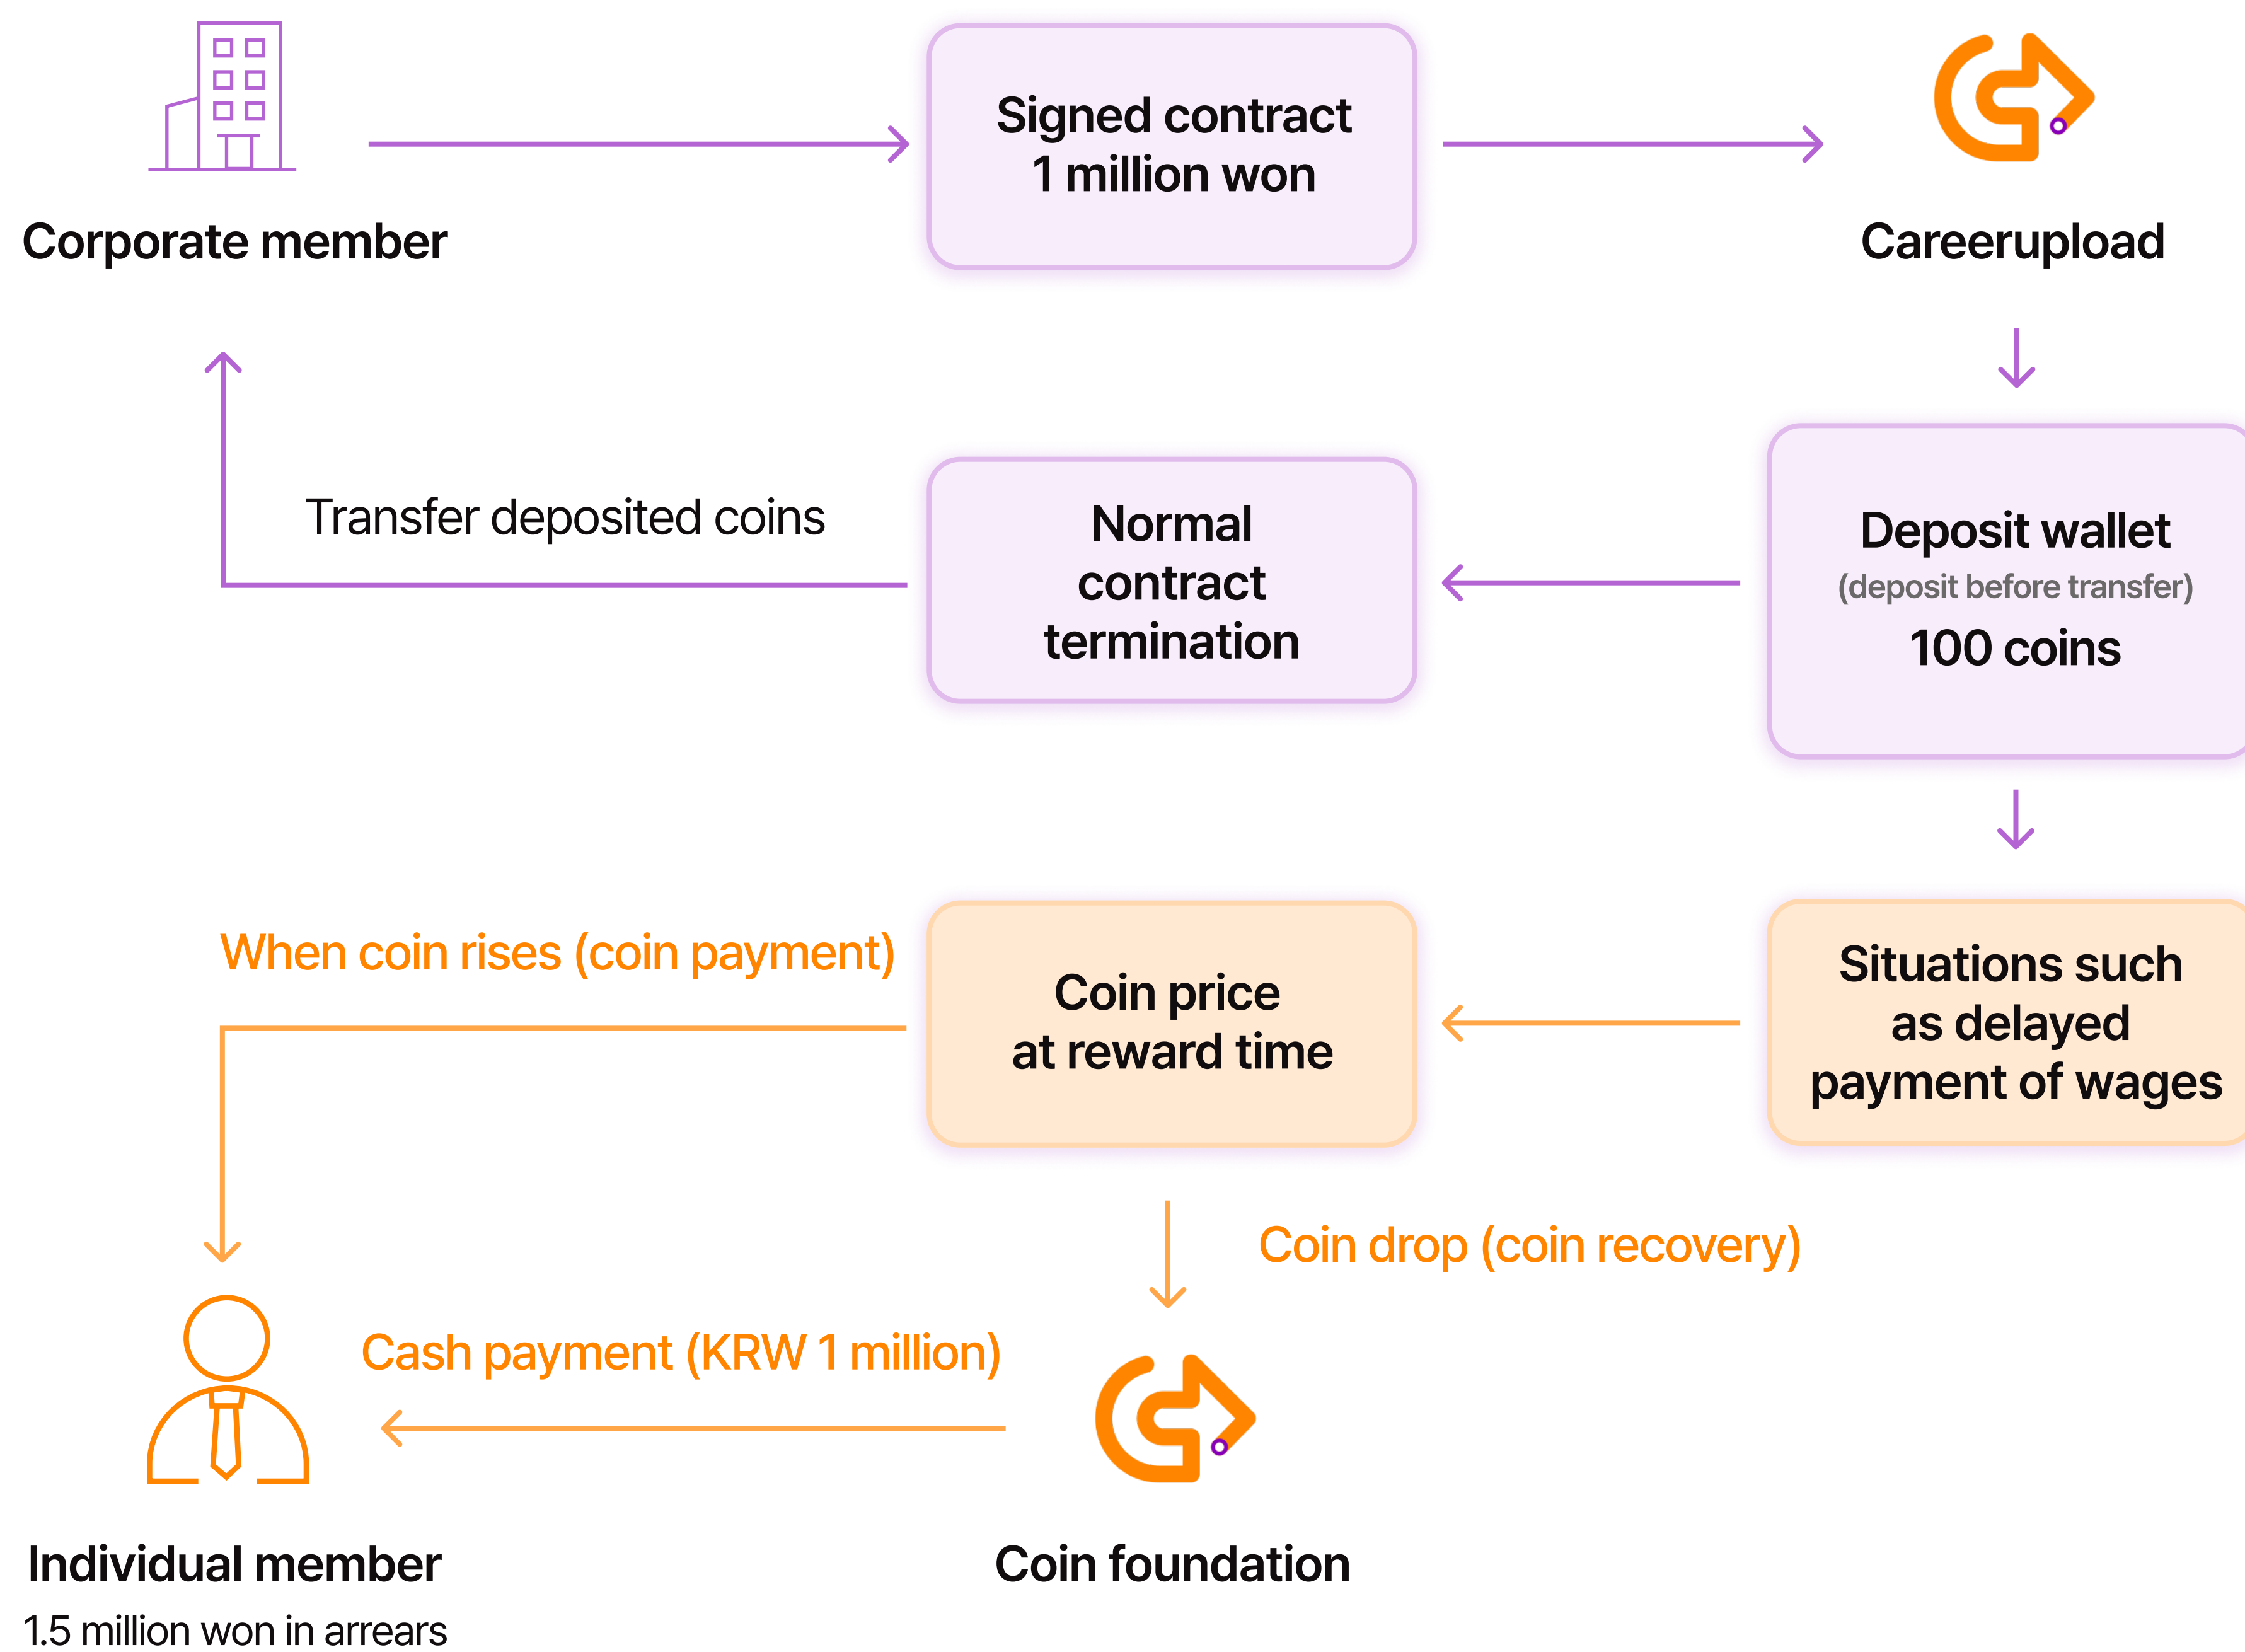 Signed contract
1 million won
Corporate member
Careerupload
Transfer deposited coins
Normal
contract
termination
Deposit wallet
(deposit before transfer)
100 coins
When coin rises (coin payment)
Coin price
at reward time
Situations such
as delayed
payment of wages
Coin drop (coin recovery)
Cash payment (KRW 1 million)
Individual member
1.5 million won in arrears
Coin foundation